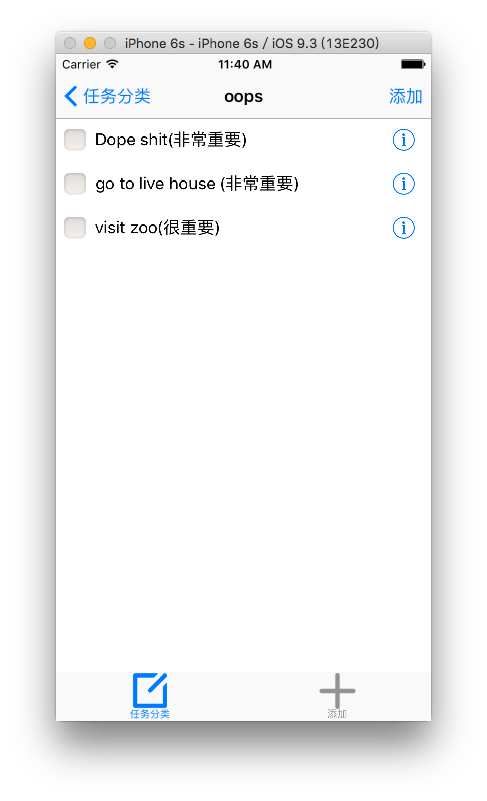 iPhone 6s - iPhone 6s / iOS 9.3 (13E230)
Carrier 11:40 AM
任务分类 oops 添加
Dope shit(非常重要)
go to live house (非常重要)
visit zoo(很重要)
任务分类 添加